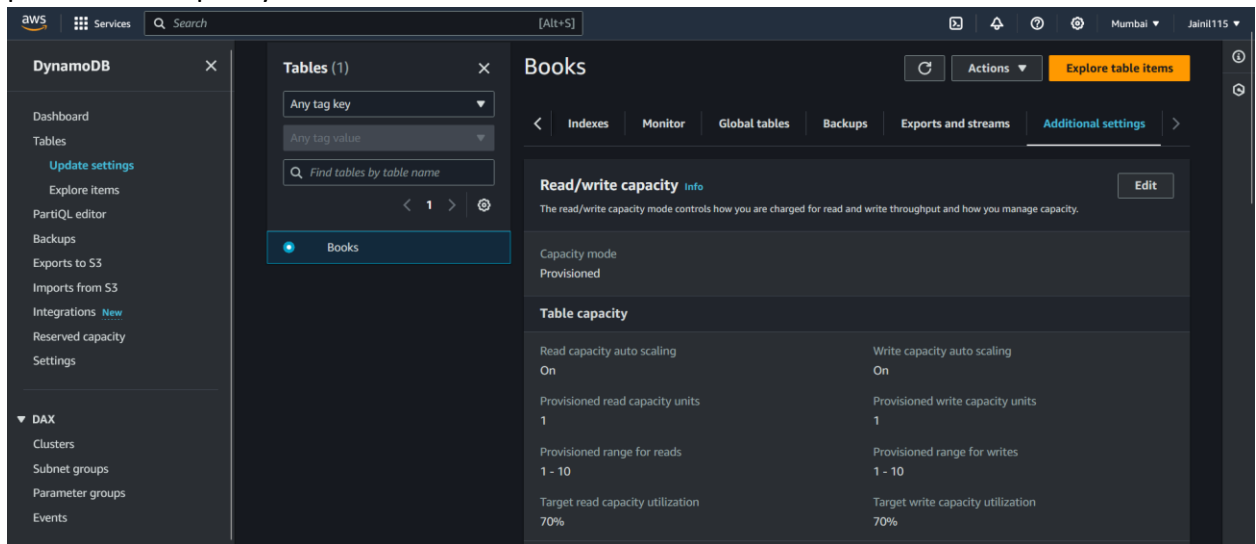 aws Services Search [Alt+S] Mumbai ▼ Jainil115 ▼
DynamoDB
Dashboard
Tables
Update settings
Explore items
PartiQL editor
Backups
Exports to S3
Imports from S3
Integrations New
Reserved capacity
Settings
▼ DAX
Clusters
Subnet groups
Parameter groups
Events
Tables (1)
Any tag key
Any tag value
Find tables by table name
< 1 >
Books
Books
Actions ▼
Explore table items
Indexes Monitor Global tables Backups Exports and streams Additional settings
Read/write capacity Info
Edit
The read/write capacity mode controls how you are charged for read and write throughput and how you manage capacity.
Capacity mode
Provisioned
Table capacity
Read capacity auto scaling
On
Write capacity auto scaling
On
Provisioned read capacity units
1
Provisioned write capacity units
1
Provisioned range for reads
1 - 10
Provisioned range for writes
1 - 10
Target read capacity utilization
70%
Target write capacity utilization
70%